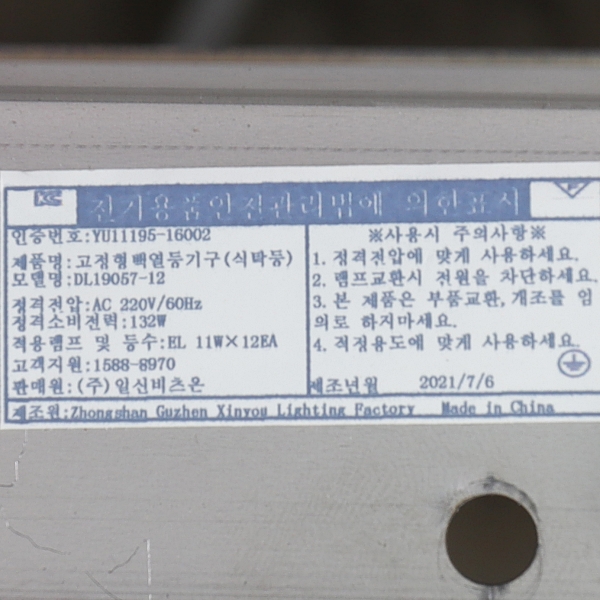 전기용품안전관리법에 의한표시
인증번호:YU11195-16002
제품명:고정형백열등기구(식탁등)
모델명:DL19057-12
정격전압:AC 220V/60Hz
정격소비전력:132W
적용램프 및 등수:EL 11W×12EA
고객지원:1588-8970
판매원:(주)일신비츠온
※사용시 주의사항※
1. 정격전압에 맞게 사용하세요.
2. 램프교환시 전원을 차단하세요.
3. 본 제품은 부품교환,개조를 임
의로 하지마세요.
4. 적정용도에 맞게 사용하세요.
제조년월 2021/7/6
제조원:Zhongshan Guzhen Xinyou Lighting Factory Made in China